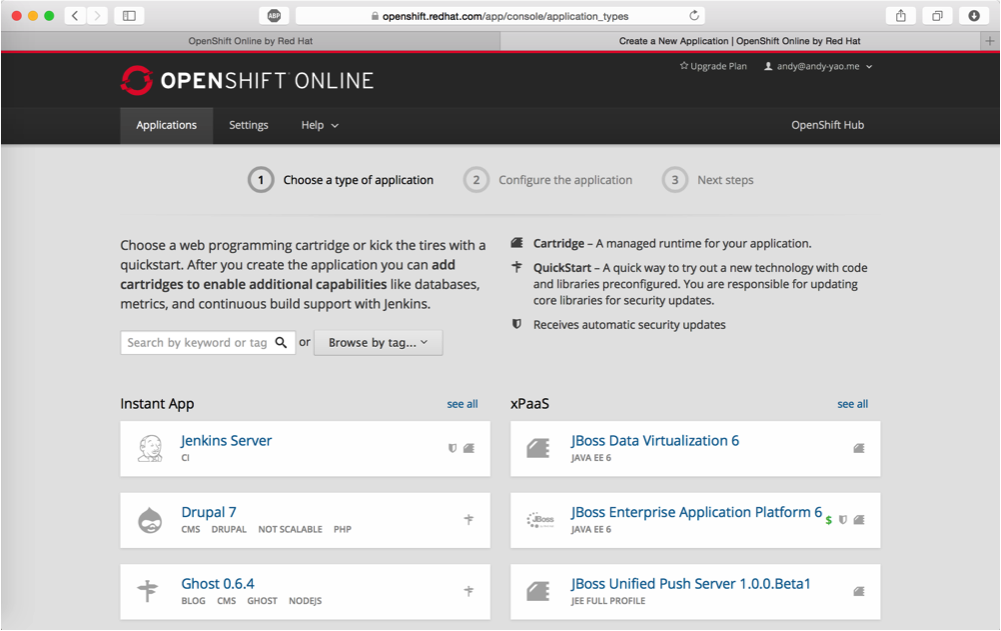 ABP
openshift.redhat.com/app/console/application_types
OpenShift Online by Red Hat
Create a New Application | OpenShift Online by Red Hat
OPENSHIFT ONLINE
Upgrade Plan
andy@andy-yao.me
Applications
Settings
Help
OpenShift Hub
1 Choose a type of application
2 Configure the application
3 Next steps
Choose a web programming cartridge or kick the tires with a
quickstart. After you create the application you can add
cartridges to enable additional capabilities like databases,
metrics, and continuous build support with Jenkins.
Search by keyword or tag
or
Browse by tag...
Cartridge – A managed runtime for your application.
QuickStart – A quick way to try out a new technology with code
and libraries preconfigured. You are responsible for updating
core libraries for security updates.
Receives automatic security updates
Instant App
see all
Jenkins Server
CI
Drupal 7
CMS DRUPAL NOT SCALABLE PHP
Ghost 0.6.4
BLOG CMS GHOST NODEJS
xPaaS
see all
JBoss Data Virtualization 6
JAVA EE 6
JBoss
JBoss Enterprise Application Platform 6 $
JAVA EE 6
JBoss Unified Push Server 1.0.0.Beta1
JEE FULL PROFILE